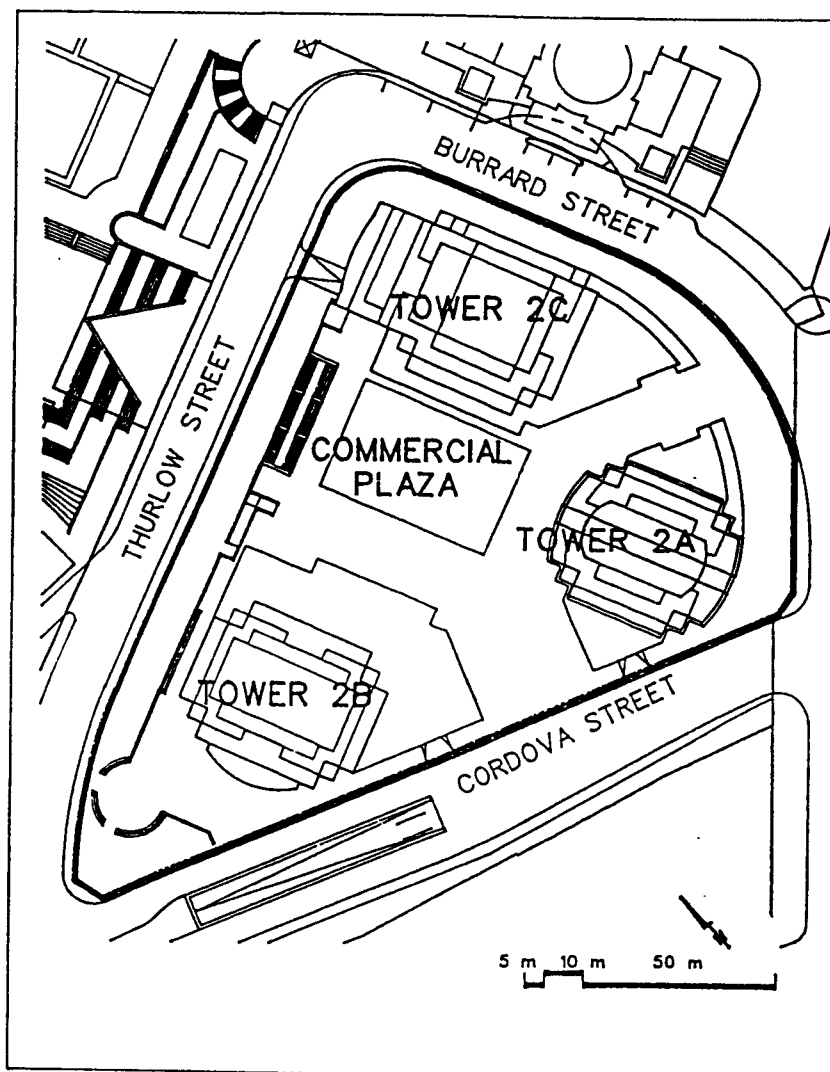 BURRARD STREET
TOWER 2C
THURLOW STREET
COMMERCIAL
PLAZA
TOWER 2A
TOWER 2B
CORDOVA STREET
5 m 10 m 50 m